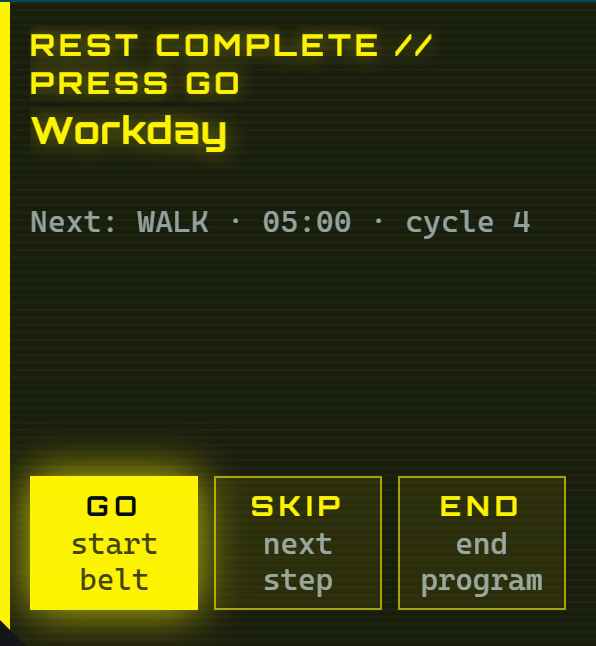 REST COMPLETE //
PRESS GO
Workday
Next: WALK · 05:00 · cycle 4
GO
start
belt
SKIP
next
step
END
end
program